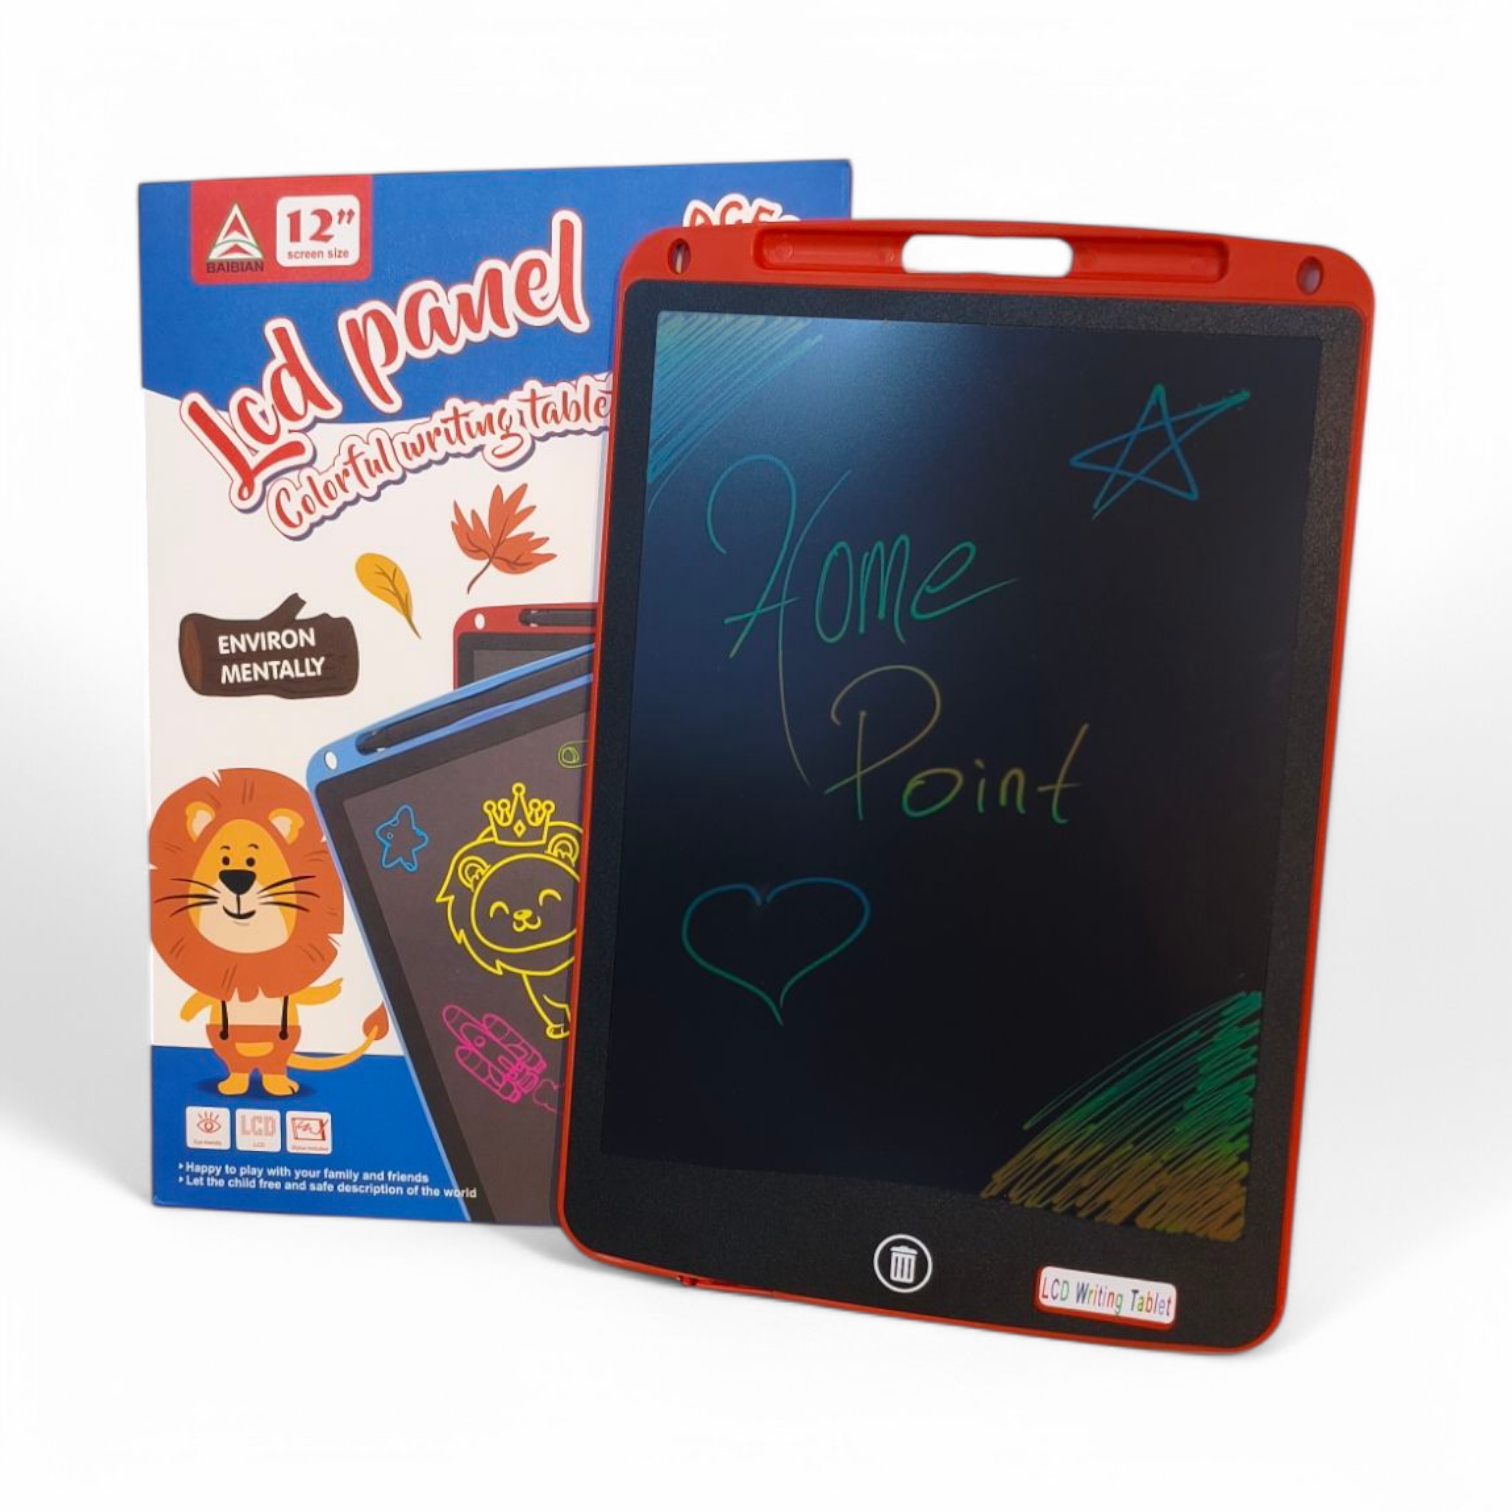 BAIBIAN
12”
screen size
Lcd panel
Colorful writing table
ENVIRON
MENTALLY
LCD
LCD
Happy to play with your family and friends
Let the child free and safe description of the world
Home
Point
LCD Writing Tablet